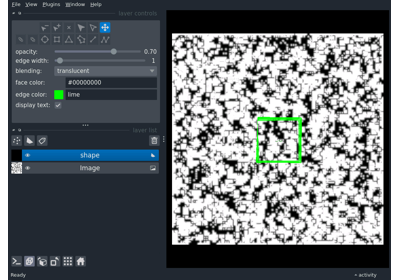 File View Plugins Window Help
layer controls
opacity: 0.70
edge width: 1
blending: translucent
face color: #00000000
edge color: lime
display text:
layer list
shape
Image
Ready
activity